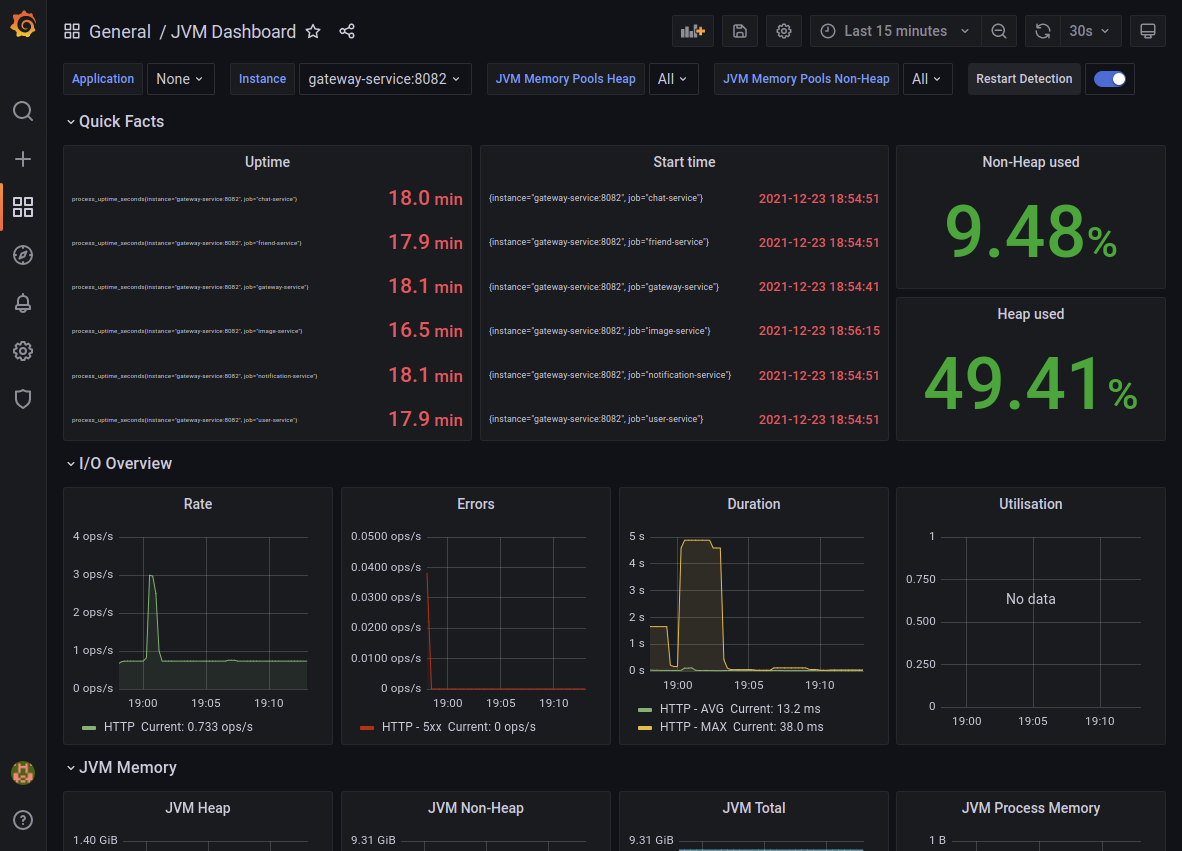 General / JVM Dashboard
Last 15 minutes
30s
Application None Instance gateway-service:8082 JVM Memory Pools Heap All JVM Memory Pools Non-Heap All Restart Detection
Quick Facts
Uptime
process_uptime_seconds{instance="gateway-service:8082", job="chat-service"} 18.0 min
process_uptime_seconds{instance="gateway-service:8082", job="friend-service"} 17.9 min
process_uptime_seconds{instance="gateway-service:8082", job="gateway-service"} 18.1 min
process_uptime_seconds{instance="gateway-service:8082", job="image-service"} 16.5 min
process_uptime_seconds{instance="gateway-service:8082", job="notification-service"} 18.1 min
process_uptime_seconds{instance="gateway-service:8082", job="user-service"} 17.9 min
Start time
{instance="gateway-service:8082", job="chat-service"} 2021-12-23 18:54:51
{instance="gateway-service:8082", job="friend-service"} 2021-12-23 18:54:51
{instance="gateway-service:8082", job="gateway-service"} 2021-12-23 18:54:41
{instance="gateway-service:8082", job="image-service"} 2021-12-23 18:56:15
{instance="gateway-service:8082", job="notification-service"} 2021-12-23 18:54:51
{instance="gateway-service:8082", job="user-service"} 2021-12-23 18:54:51
Non-Heap used
9.48%
Heap used
49.41%
I/O Overview
Rate
4 ops/s
3 ops/s
2 ops/s
1 ops/s
0 ops/s
19:00 19:05 19:10
HTTP Current: 0.733 ops/s
Errors
0.0500 ops/s
0.0400 ops/s
0.0300 ops/s
0.0200 ops/s
0.0100 ops/s
0 ops/s
19:00 19:05 19:10
HTTP - 5xx Current: 0 ops/s
Duration
5 s
4 s
3 s
2 s
1 s
0 s
19:00 19:05 19:10
HTTP - AVG Current: 13.2 ms
HTTP - MAX Current: 38.0 ms
Utilisation
1
0.750
No data
0.500
0.250
0
19:00 19:05 19:10
JVM Memory
JVM Heap
1.40 GiB
JVM Non-Heap
9.31 GiB
JVM Total
9.31 GiB
JVM Process Memory
1 B